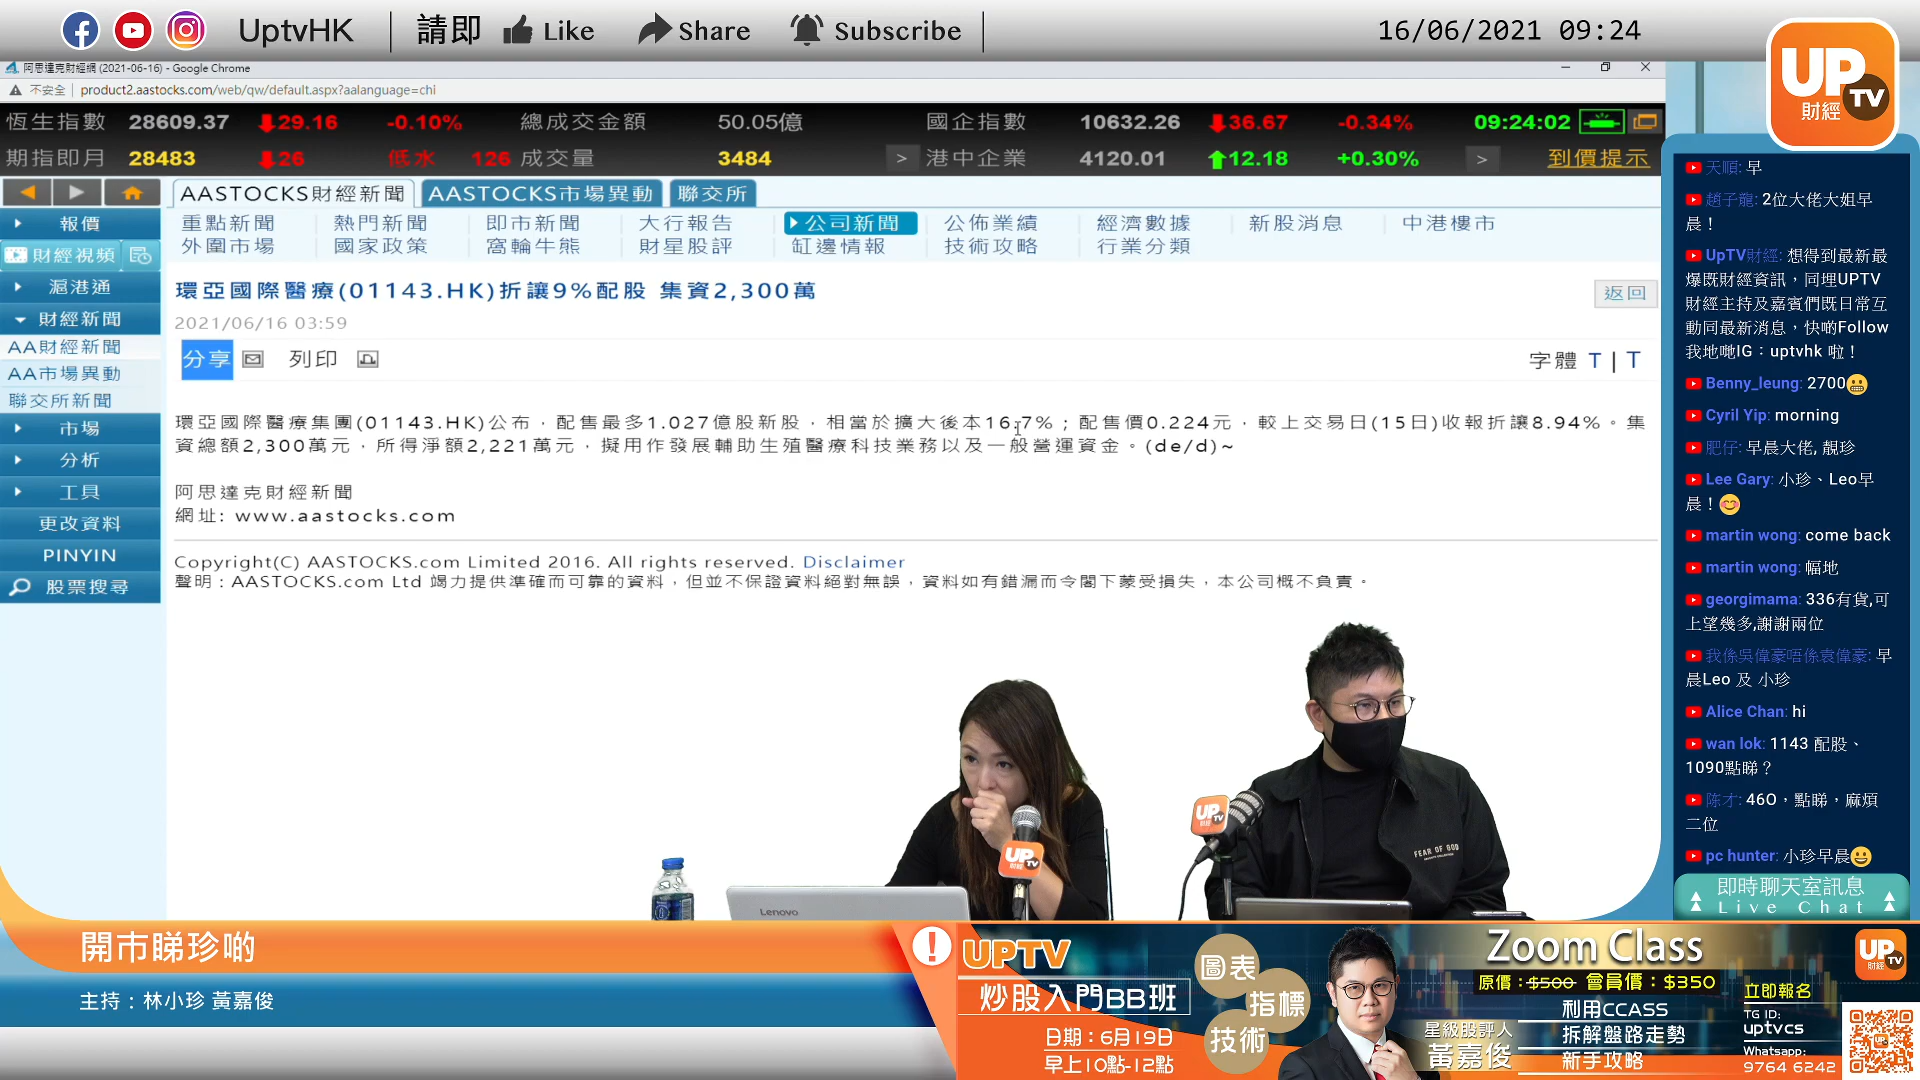 UptvHK 請即 Like Share Subscribe 16/06/2021 09:24
UP TV 財經
阿思達克財經網 (2021-06-16) - Google Chrome
不安全 | product2.aastocks.com/web/qw/default.aspx?aalanguage=chi
恆生指數 28609.37 29.16 -0.10% 總成交金額 50.05億 國企指數 10632.26 36.67 -0.34% 09:24:02
期指即月 28483 26 低水 126 成交量 3484 > 港中企業 4120.01 12.18 +0.30% > 到價提示
AASTOCKS財經新聞 AASTOCKS市場異動 聯交所
重點新聞 熱門新聞 即市新聞 大行報告 公司新聞 公佈業績 經濟數據 新股消息 中港樓市
外圍市場 國家政策 窩輪牛熊 財星股評 缸邊情報 技術攻略 行業分類
報價
財經視頻
滬港通
財經新聞
AA財經新聞
AA市場異動
聯交所新聞
市場
分析
工具
更改資料
PINYIN
股票搜尋
環亞國際醫療(01143.HK)折讓9%配股 集資2,300萬
返回
2021/06/16 03:59
分享 列印 字體 T | T
環亞國際醫療集團(01143.HK)公布，配售最多1.027億股新股，相當於擴大後本16.7%；配售價0.224元，較上交易日(15日)收報折讓8.94%。集
資總額2,300萬元，所得淨額2,221萬元，擬用作發展輔助生殖醫療科技業務以及一般營運資金。(de/d)~
阿思達克財經新聞
網址: www.aastocks.com
Copyright(C) AASTOCKS.com Limited 2016. All rights reserved. Disclaimer
聲明：AASTOCKS.com Ltd 竭力提供準確而可靠的資料，但並不保證資料絕對無誤，資料如有錯漏而令閣下蒙受損失，本公司概不負責。
天順: 早
趙子龍: 2位大佬大姐早
晨！
UpTV財經: 想得到最新最
爆既財經資訊，同埋UPTV
財經主持及嘉賓們既日常互
動同最新消息，快啲Follow
我地哋IG：uptvhk 啦！
Benny_leung: 2700😬
Cyril Yip: morning
肥仔: 早晨大佬, 靚珍
Lee Gary: 小珍、Leo早
晨！😊
martin wong: come back
martin wong: 幅地
georgimama: 336有貨,可
上望幾多,謝謝兩位
我係吳偉豪唔係袁偉豪: 早
晨Leo 及 小珍
Alice Chan: hi
wan lok: 1143 配股、
1090點睇？
陈才: 46O，點睇，麻煩
二位
pc hunter: 小珍早晨😀
即時聊天室訊息
Live Chat
UP TV 財經
UP TV
FEAR OF GOD
Lenovo
開市睇珍啲
主持：林小珍 黃嘉俊
UPTV
炒股入門BB班
日期：6月19日
早上10點-12點
圖表
指標
技術
Zoom Class
原價：$500 會員價：$350
星級股評人
黃嘉俊
利用CCASS
拆解盤路走勢
新手攻略
UP TV 財經
立即報名
TG ID:
uptvcs
Whatsapp:
9764 6242